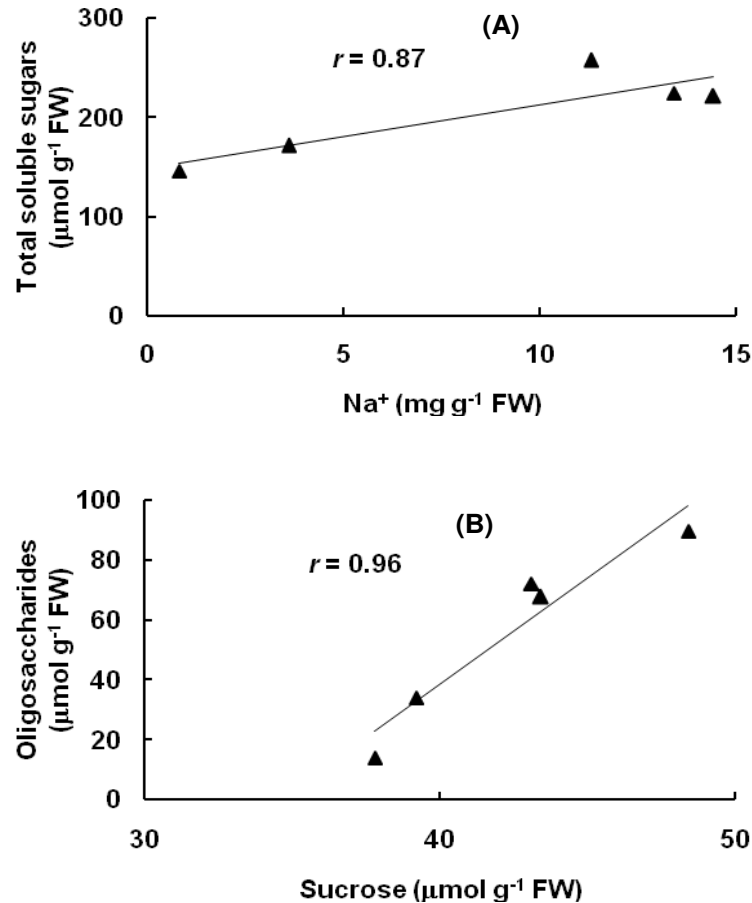 (A)
r = 0.87
Total soluble sugars
(µmol g⁻¹ FW)
300
200
100
0
0 5 10 15
Na⁺ (mg g⁻¹ FW)
(B)
r = 0.96
Oligosaccharides
(µmol g⁻¹ FW)
100
80
60
40
20
0
30 40 50
Sucrose (µmol g⁻¹ FW)